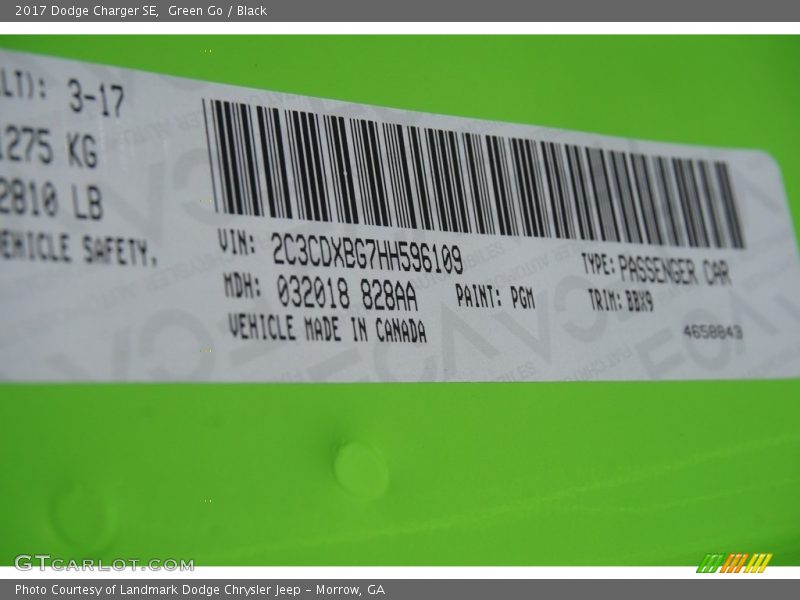 2017 Dodge Charger SE,  Green Go / Black
LT): 3-17
1275 KG
2810 LB
VEHICLE SAFETY,
VIN: 2C3CDXBG7HH596109
TYPE: PASSENGER CAR
MDH: 032018 828AA
PAINT: PGM
TRIM: BBX9
VEHICLE MADE IN CANADA
4658843
GTCARLOT.COM
Photo Courtesy of Landmark Dodge Chrysler Jeep - Morrow, GA